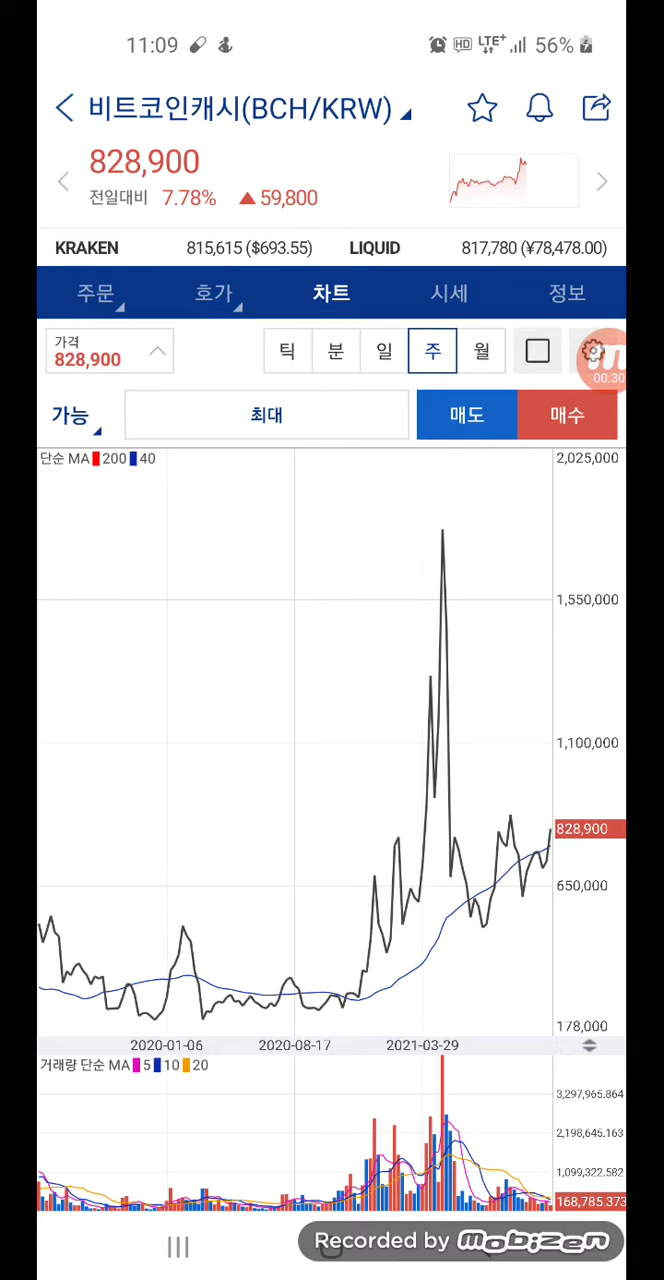 11:09 HD LTE+ 56%
비트코인캐시(BCH/KRW)
828,900
전일대비 7.78% ▲59,800
KRAKEN 815,615 ($693.55) LIQUID 817,780 (¥78,478.00)
주문 호가 차트 시세 정보
가격
828,900
틱 분 일 주 월
00:30
가능 최대 매도 매수
단순 MA 200 40
2,025,000
1,550,000
1,100,000
828,900
650,000
178,000
2020-01-06 2020-08-17 2021-03-29
거래량 단순 MA 5 10 20
3,297,965.864
2,198,645.163
1,099,322.582
168,785.373
Recorded by mobizen